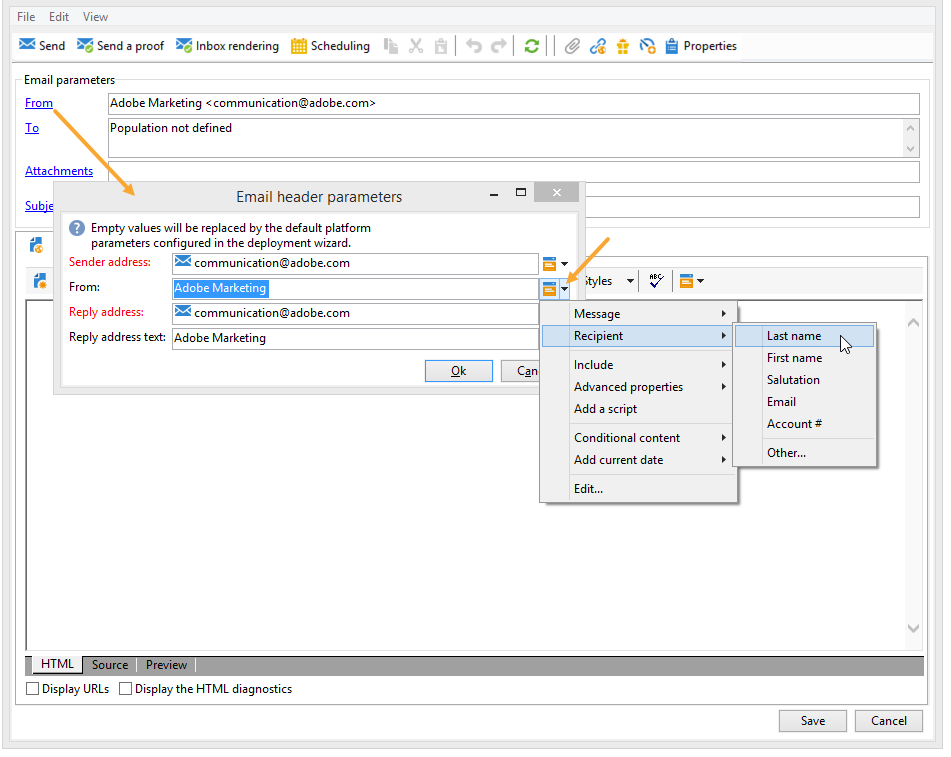 File Edit View
Send Send a proof Inbox rendering Scheduling Properties
Email parameters
From Adobe Marketing <communication@adobe.com>
To Population not defined
Attachments
Subje
Email header parameters
Empty values will be replaced by the default platform
parameters configured in the deployment wizard.
Sender address: communication@adobe.com
From: Adobe Marketing
Reply address: communication@adobe.com
Reply address text: Adobe Marketing
Ok Can
Styles ABC
Message
Recipient
Include
Advanced properties
Add a script
Conditional content
Add current date
Edit...
Last name
First name
Salutation
Email
Account #
Other...
HTML Source Preview
Display URLs Display the HTML diagnostics
Save Cancel